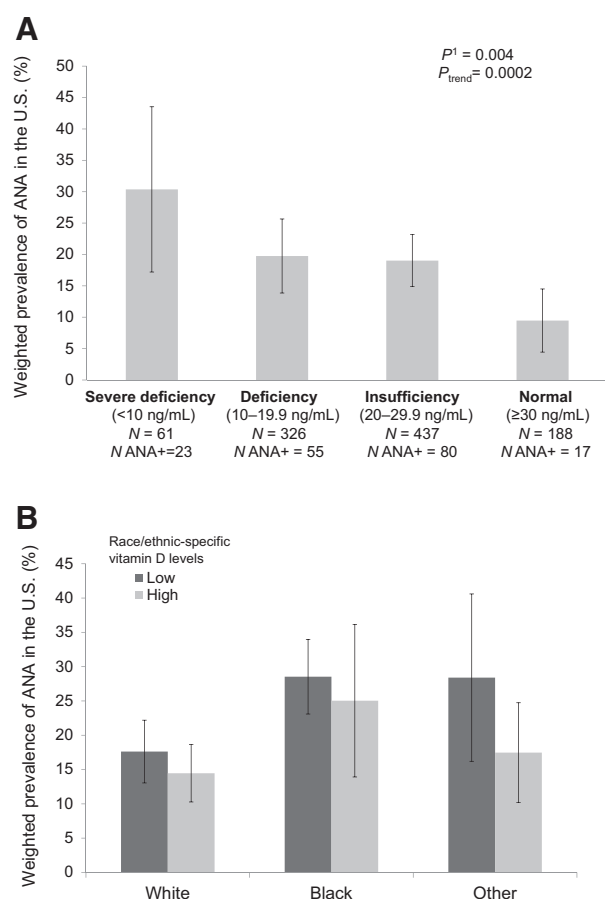 A
P¹ = 0.004
Ptrend= 0.0002
Weighted prevalence of ANA in the U.S. (%)
50
45
40
35
30
25
20
15
10
5
0
Severe deficiency Deficiency Insufficiency Normal
(<10 ng/mL) (10–19.9 ng/mL) (20–29.9 ng/mL) (≥30 ng/mL)
N = 61 N = 326 N = 437 N = 188
N ANA+=23 N ANA+ = 55 N ANA+ = 80 N ANA+ = 17
B
Race/ethnic-specific
vitamin D levels
Low
High
Weighted prevalence of ANA in the U.S. (%)
45
40
35
30
25
20
15
10
5
0
White Black Other